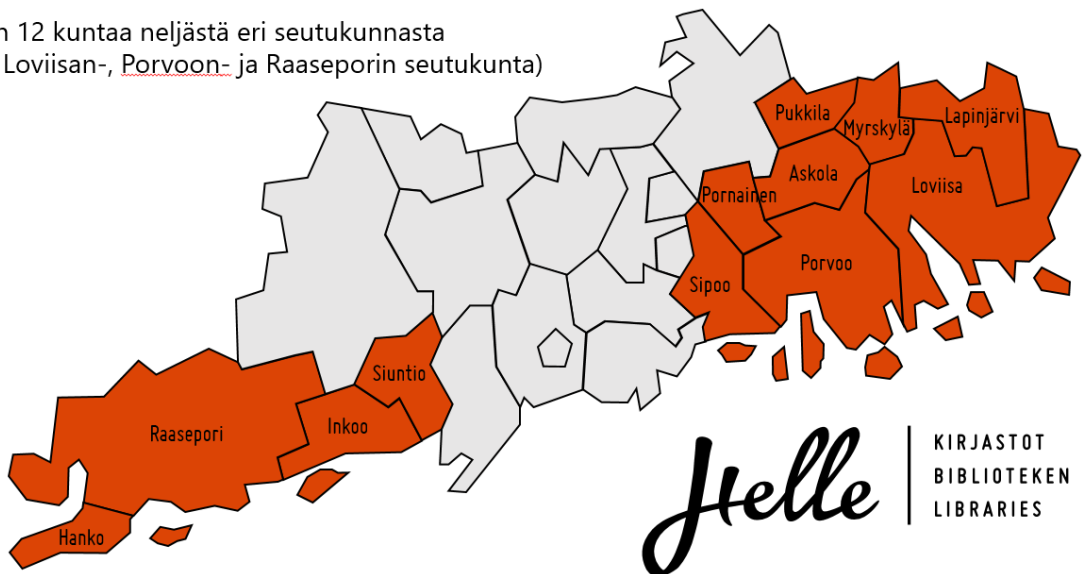 n 12 kuntaa neljästä eri seutukunnasta
Loviisan-, Porvoon- ja Raaseporin seutukunta)
Pukkila
Myrskylä
Lapinjärvi
Askola
Loviisa
Pornainen
Porvoo
Sipoo
Siuntio
Inkoo
Raasepori
Hanko
Helle
KIRJASTOT
BIBLIOTEKEN
LIBRARIES